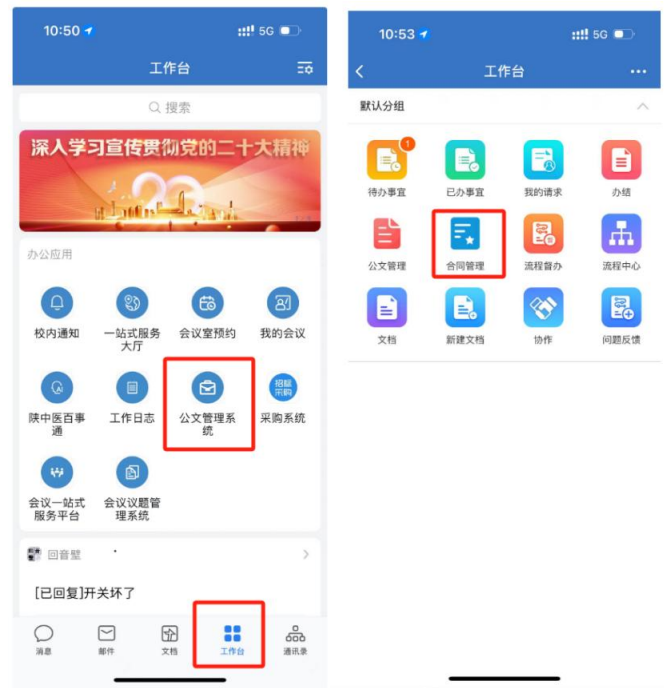 10:50
5G
工作台
搜索
深入学习宣传贯彻党的二十大精神
办公应用
校内通知
一站式服务大厅
会议室预约
我的会议
陕中医百事通
工作日志
公文管理系统
招标采购
采购系统
会议一站式服务平台
会议议题管理系统
回音壁
[已回复]开关坏了
消息
邮件
文档
工作台
通讯录
10:53
5G
工作台
默认分组
1
待办事宜
已办事宜
我的请求
办结
公文管理
合同管理
流程督办
流程中心
文档
新建文档
协作
问题反馈